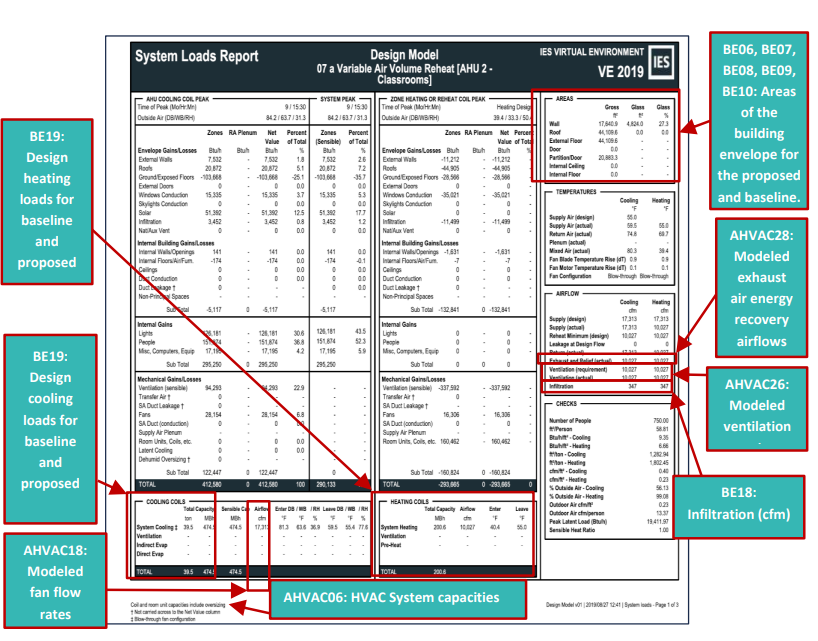 System Loads Report
Design Model
07 a Variable Air Volume Reheat [AHU 2 -
Classrooms]
IES VIRTUAL ENVIRONMENT
VE 2019
IES
AHU COOLING COIL PEAK
SYSTEM PEAK
Time of Peak (Mo/Hr:Min) 9 / 15:30 9 / 15:30
Outside Air (DB/WB/RH) 84.2 / 63.7 / 31.3 84.2 / 63.7 / 31.3
Zones RA Plenum Net Percent Zones Percent
Value of Total (Sensible) of Total
Envelope Gains/Losses Btu/h Btu/h Btu/h % Btu/h %
External Walls 7,532 - 7,532 1.8 7,532 2.6
Roofs 20,872 - 20,872 5.1 20,872 7.2
Ground/Exposed Floors -103,668 - -103,668 -25.1 -103,668 -35.7
External Doors 0 - 0 0.0 0 0.0
Windows Conduction 15,335 - 15,335 3.7 15,335 5.3
Skylights Conduction 0 - 0 0.0 0 0.0
Solar 51,392 - 51,392 12.5 51,392 17.7
Infiltration 3,452 - 3,452 0.8 3,452 1.2
Nat/Aux Vent 0 - 0 0.0 0 0.0
Internal Building Gains/Losses
Internal Walls/Openings 141 - 141 0.0 141 0.0
Internal Floors/Air/Furn. -174 - -174 0.0 -174 -0.1
Ceilings 0 - 0 0.0 0 0.0
Duct Conduction 0 - 0 0.0 0 0.0
Duct Leakage † 0
Non-Principal Spaces
Sub Total -5,117 0 -5,117 -5,117
Internal Gains
Lights 126,181 - 126,181 30.6 126,181 43.5
People 151,874 - 151,874 36.8 151,874 52.3
Misc, Computers, Equip 17,195 - 17,195 4.2 17,195 5.9
Sub Total 295,250 0 295,250 295,250
Mechanical Gains/Losses
Ventilation (sensible) 94,293 - 94,293 22.9 - -
Transfer Air †
SA Duct Leakage †
Fans 28,154 - 28,154 6.8 - -
SA Duct (conduction) 0 0 0.0
Supply Air Plenum
Room Units, Coils, etc.
Latent Cooling 0 0 0.0
Dehumid Oversizing †
Sub Total 122,447 0 122,447 0
TOTAL 412,580 0 412,580 100 290,133 0
ZONE HEATING OR REHEAT COIL PEAK
Time of Peak (Mo/Hr:Min) Heating Design
Outside Air (DB/WB/RH) 39.4 / 33.3 / 50.
Zones RA Plenum Net Percent
Value of Total
Envelope Gains/Losses Btu/h Btu/h Btu/h %
External Walls -11,212 - -11,212 -
Roofs -44,905 - -44,905 -
Ground/Exposed Floors -28,566 - -28,566 -
External Doors 0 - 0 -
Windows Conduction -35,021 - -35,021 -
Skylights Conduction 0 - 0 -
Solar 0 - 0 -
Infiltration -11,499 - -11,499 -
Nat/Aux Vent 0 - 0 -
Internal Building Gains/Losses
Internal Walls/Openings -1,631 - -1,631 -
Internal Floors/Air/Furn. -7 - -7 -
Ceilings 0 - 0 -
Duct Conduction 0 - 0 -
Duct Leakage †
Non-Principal Spaces
Sub Total -132,841 0 -132,841
Internal Gains
Lights 0 - 0 -
People 0 - 0 -
Misc, Computers, Equip 0 - 0 -
Sub Total 0 0 0
Mechanical Gains/Losses
Ventilation (sensible) -337,592 - -337,592 -
Transfer Air †
SA Duct Leakage †
Fans 16,306 - 16,306 -
SA Duct (conduction) 0 - 0 -
Supply Air Plenum
Room Units, Coils, etc. 160,462 - 160,462 -
Sub Total -160,824 0 -160,824
TOTAL -293,665 0 -293,665 0
COOLING COILS
Total Capacity Sensible Cap Airflow Enter DB / WB / RH Leave DB / WB / RH
ton MBh MBh cfm °F °F % °F °F %
System Cooling ‡ 39.5 474.5 474.5 17,313 81.3 63.6 36.9 59.5 55.4 77.6
Ventilation
Indirect Evap
Direct Evap
TOTAL 39.5 474.5 474.5
HEATING COILS
Total Capacity Airflow Enter Leave
MBh cfm °F °F
System Heating 200.6 10,027 40.4 55.0
Ventilation
Pre-Heat
TOTAL 200.6
AREAS
Gross Glass Glass
ft² ft² %
Wall 17,640.9 4,824.0 27.3
Roof 44,109.6 0.0 0.0
External Floor 44,109.6 - -
Door 0.0 - -
Partition/Door 20,883.3 - -
Internal Ceiling 0.0 - -
Internal Floor 0.0 - -
TEMPERATURES
Cooling Heating
°F °F
Supply Air (design) 55.0
Supply Air (actual) 59.5 55.0
Return Air (actual) 74.8 69.7
Plenum (actual) - -
Mixed Air (actual) 80.3 39.4
Fan Blade Temperature Rise (dT) 0.9 0.9
Fan Motor Temperature Rise (dT) 0.1 0.1
Fan Configuration Blow-through Blow-through
AIRFLOW
Cooling Heating
cfm cfm
Supply (design) 17,313 17,313
Supply (actual) 17,313 10,027
Reheat Minimum (design) 10,027 10,027
Leakage at Design Flow 0 0
Return (actual) 17,313 10,027
Exhaust and Relief (actual) 10,027 10,027
Ventilation (requirement) 10,027 10,027
Ventilation (actual) 10,027 10,027
Infiltration 347 347
CHECKS
Number of People 750.00
ft²/Person 58.81
Btu/h/ft² - Cooling 9.35
Btu/h/ft² - Heating 6.66
ft²/ton - Cooling 1,282.94
ft²/ton - Heating 1,802.45
cfm/ft² - Cooling 0.40
cfm/ft² - Heating 0.23
% Outside Air - Cooling 56.13
% Outside Air - Heating 99.08
Outdoor Air cfm/ft² 0.23
Outdoor Air cfm/person 13.37
Peak Latent Load (Btu/h) 19,411.97
Sensible Heat Ratio 1.00
Coil and room unit capacities include oversizing
† Not carried across to the Net Value column
‡ Blow-through fan configuration
Design Model v01 | 2019/08/27 12:41 | System loads - Page 1 of 3
BE19:
Design
heating
loads for
baseline
and
proposed
BE19:
Design
cooling
loads for
baseline
and
proposed
AHVAC18:
Modeled
fan flow
rates
AHVAC06: HVAC System capacities
BE06, BE07,
BE08, BE09,
BE10: Areas
of the
building
envelope for
the proposed
and baseline.
AHVAC28:
Modeled
exhaust
air energy
recovery
airflows
AHVAC26:
Modeled
ventilation
BE18:
Infiltration (cfm)